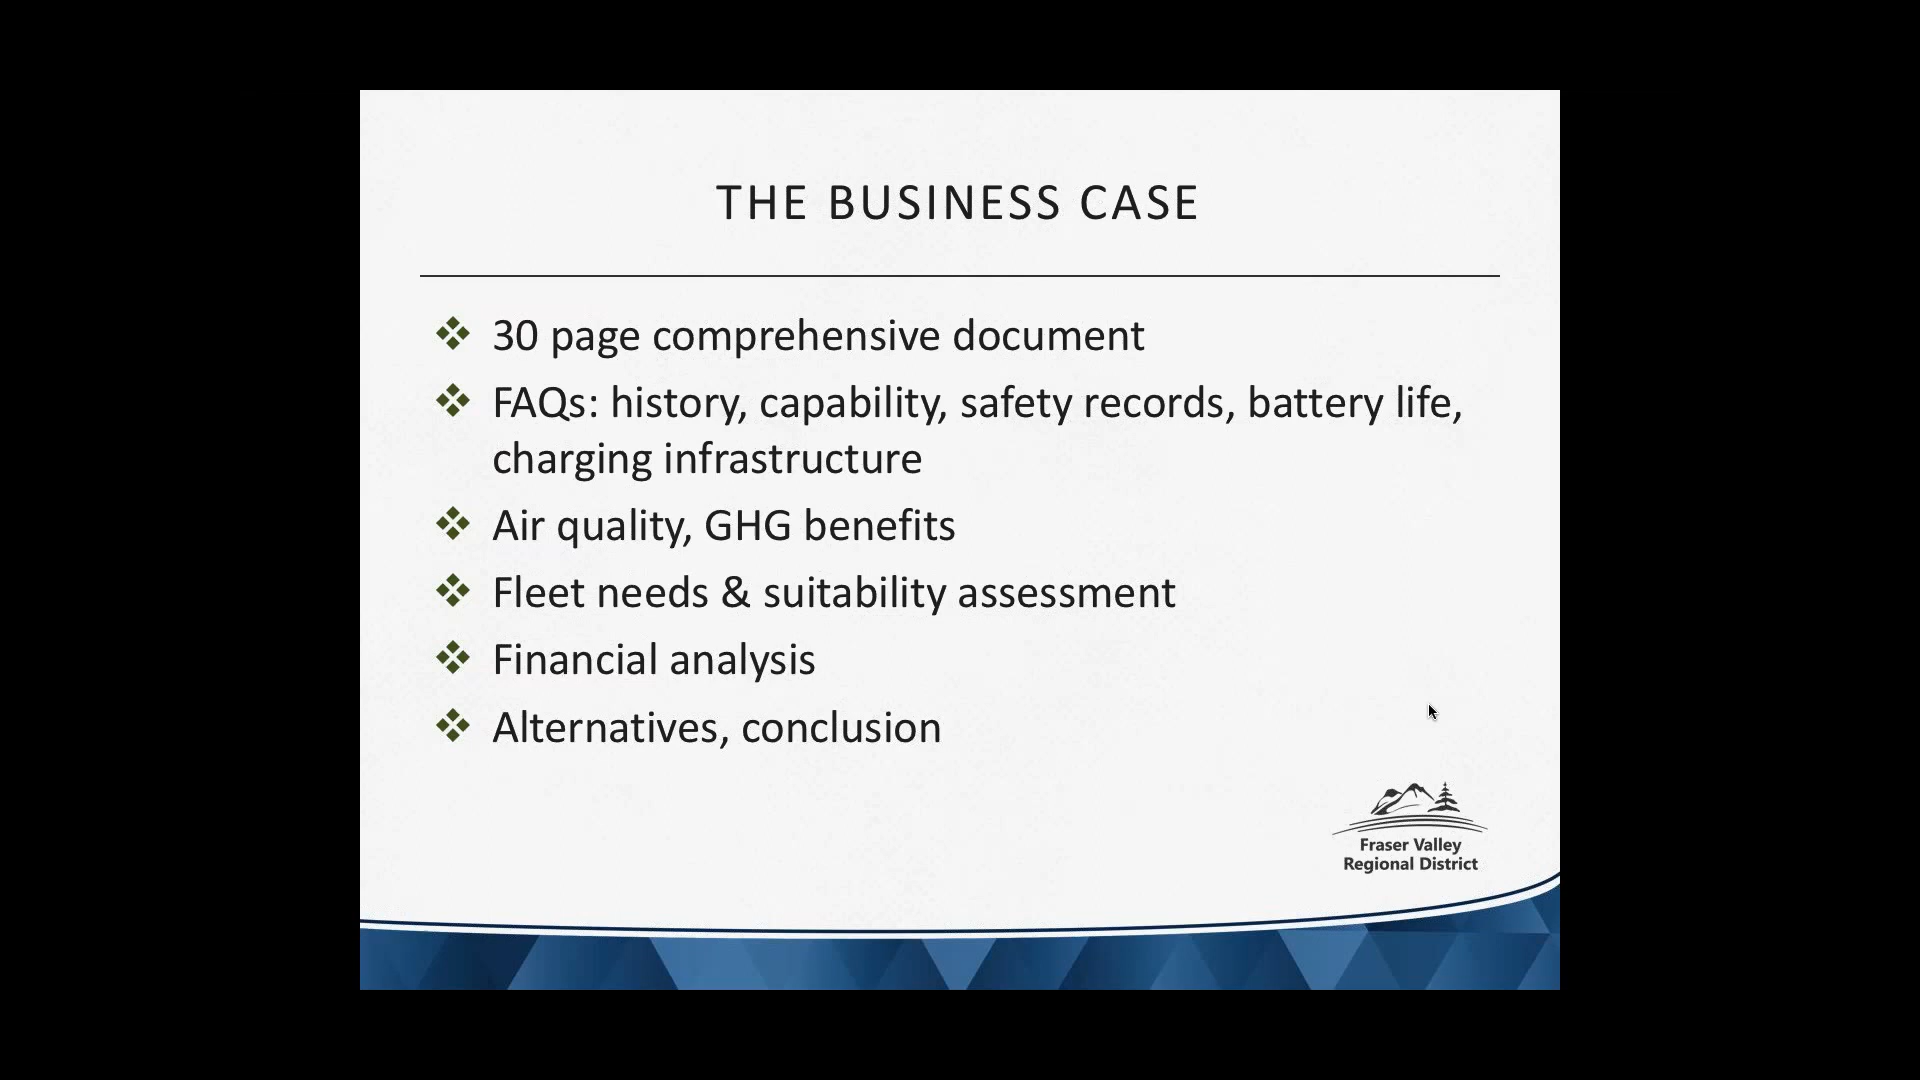 THE BUSINESS CASE
30 page comprehensive document
FAQs: history, capability, safety records, battery life,
charging infrastructure
Air quality, GHG benefits
Fleet needs & suitability assessment
Financial analysis
Alternatives, conclusion
Fraser Valley
Regional District